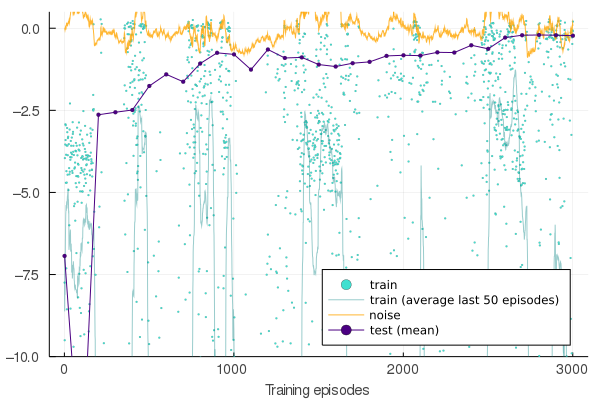 0.0
−2.5
−5.0
−7.5
−10.0
0
1000
2000
3000
Training episodes
train
train (average last 50 episodes)
noise
test (mean)